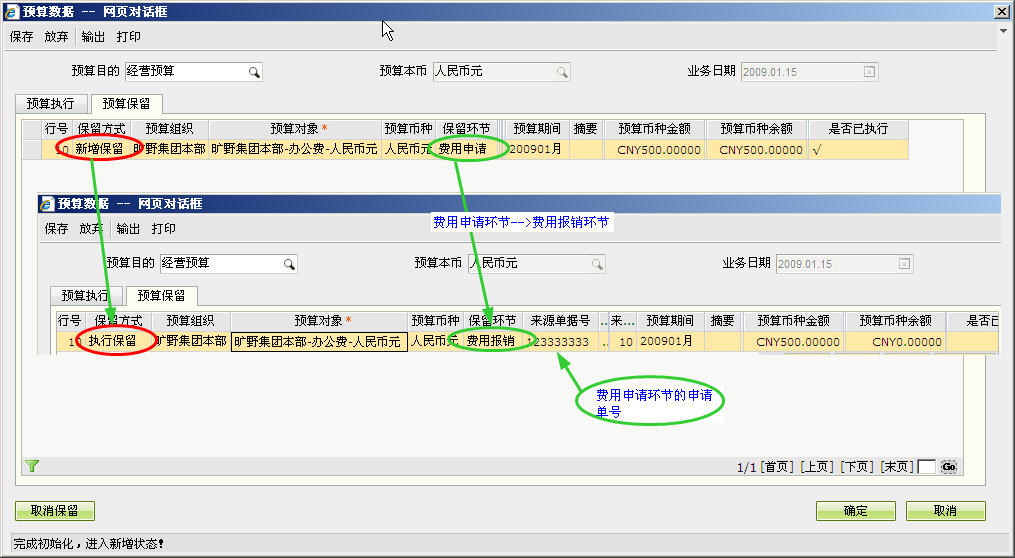 预算数据 -- 网页对话框
保存 放弃 输出 打印
预算目的 经营预算 预算本币 人民币元 业务日期 2009.01.15
预算执行 预算保留
行号 保留方式 预算组织 预算对象* 预算币种 保留环节 预算期间 摘要 预算币种金额 预算币种余额 是否已执行
10 新增保留 旷野集团本部 旷野集团本部-办公费-人民币元 人民币元 费用申请 200901月 CNY500.00000 CNY500.00000 √
预算数据 -- 网页对话框
费用申请环节-->费用报销环节
保存 放弃 输出 打印
预算目的 经营预算 预算本币 人民币元 业务日期 2009.01.15
预算执行 预算保留
行号 保留方式 预算组织 预算对象* 预算币种 保留环节 来源单据号 .. 来... 预算期间 摘要 预算币种金额 预算币种余额 是否已
10 执行保留 旷野集团本部 旷野集团本部-办公费-人民币元 人民币元 费用报销 123333333 .. 10 200901月 CNY500.00000 CNY0.00000
费用申请环节的申请
单号
1/1 [首页] [上页] [下页] [末页] Go
取消保留 确定 取消
完成初始化，进入新增状态!